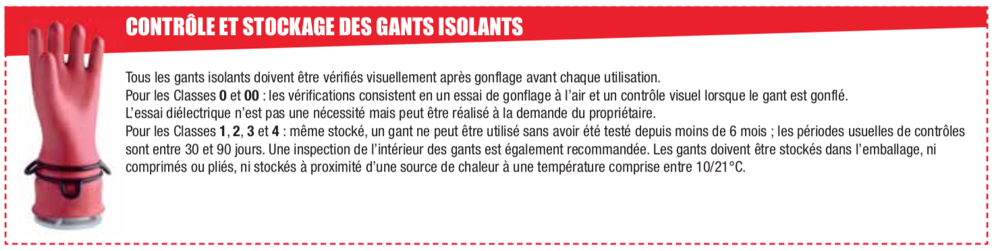 CONTRÔLE ET STOCKAGE DES GANTS ISOLANTS
Tous les gants isolants doivent être vérifiés visuellement après gonflage avant chaque utilisation.
Pour les Classes 0 et 00 : les vérifications consistent en un essai de gonflage à l'air et un contrôle visuel lorsque le gant est gonflé.
L'essai diélectrique n'est pas une nécessité mais peut être réalisé à la demande du propriétaire.
Pour les Classes 1, 2, 3 et 4 : même stocké, un gant ne peut être utilisé sans avoir été testé depuis moins de 6 mois ; les périodes usuelles de contrôles
sont entre 30 et 90 jours. Une inspection de l'intérieur des gants est également recommandée. Les gants doivent être stockés dans l'emballage, ni
comprimés ou pliés, ni stockés à proximité d'une source de chaleur à une température comprise entre 10/21°C.